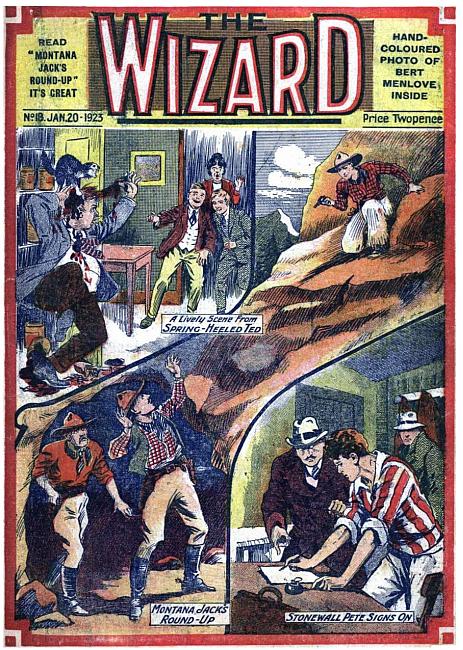 THE
WIZARD
READ
"MONTANA
JACK'S
ROUND-UP"
IT'S GREAT
HAND-
COLOURED
PHOTO OF
BERT
MENLOVE
INSIDE
No 18. JAN. 20 - 1923
Price Twopence
A Lively Scene From
SPRING-HEELED TED
MONTANA JACK'S
ROUND-UP
STONEWALL PETE SIGNS ON